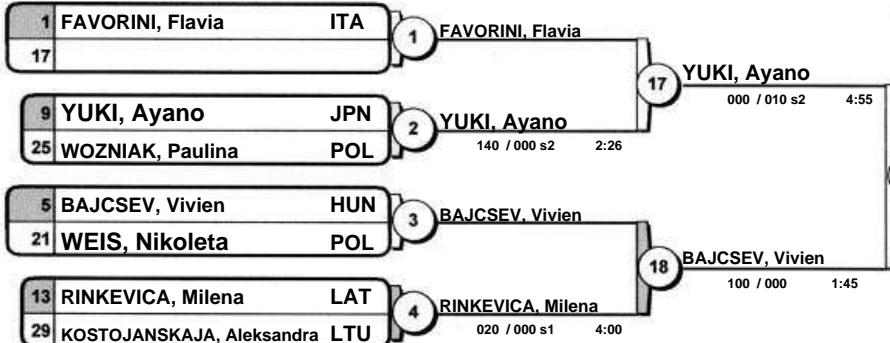 1 FAVORINI, Flavia ITA
17
1
FAVORINI, Flavia
9 YUKI, Ayano JPN
25 WOZNIAK, Paulina POL
2
YUKI, Ayano
140 / 000 s2 2:26
17
YUKI, Ayano
000 / 010 s2 4:55
5 BAJCSEV, Vivien HUN
21 WEIS, Nikoleta POL
3
BAJCSEV, Vivien
13 RINKEVICA, Milena LAT
29 KOSTOJANSKAJA, Aleksandra LTU
4
RINKEVICA, Milena
020 / 000 s1 4:00
18
BAJCSEV, Vivien
100 / 000 1:45